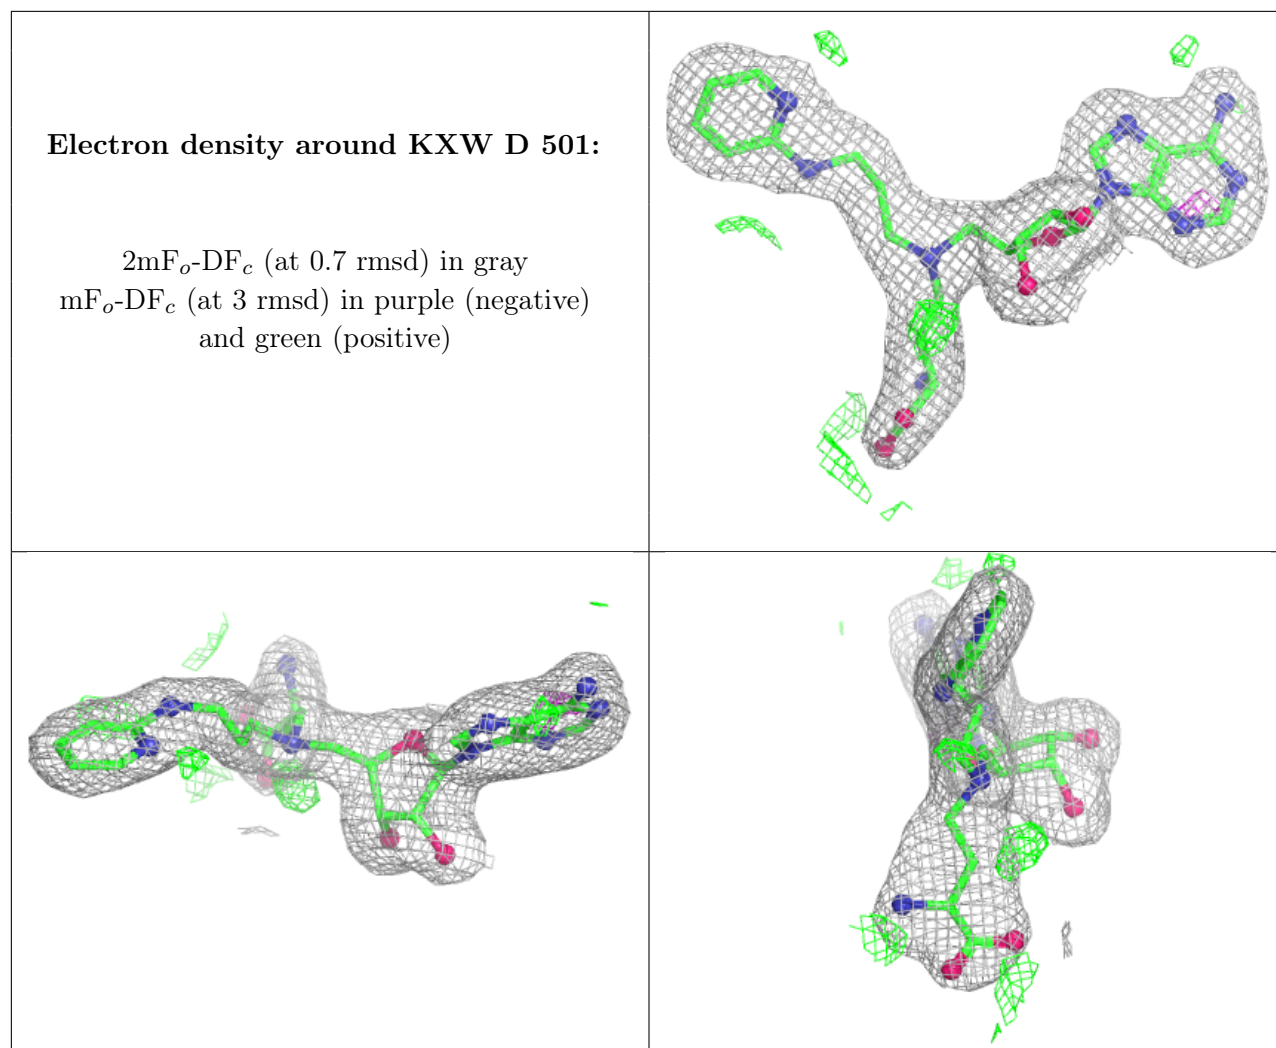 Electron density around KXW D 501:
2mFₒ-DF𝒸 (at 0.7 rmsd) in gray
mFₒ-DF𝒸 (at 3 rmsd) in purple (negative)
and green (positive)